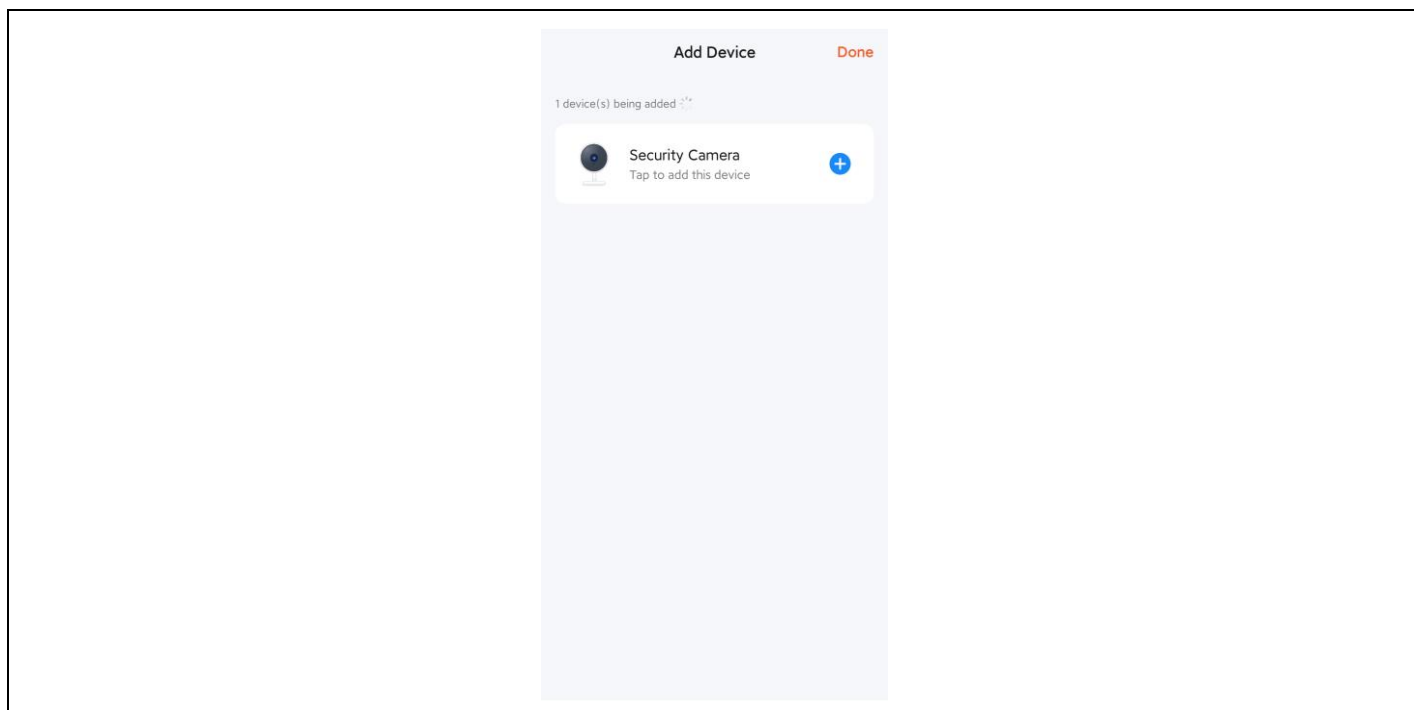 Add Device
Done
1 device(s) being added
Security Camera
Tap to add this device